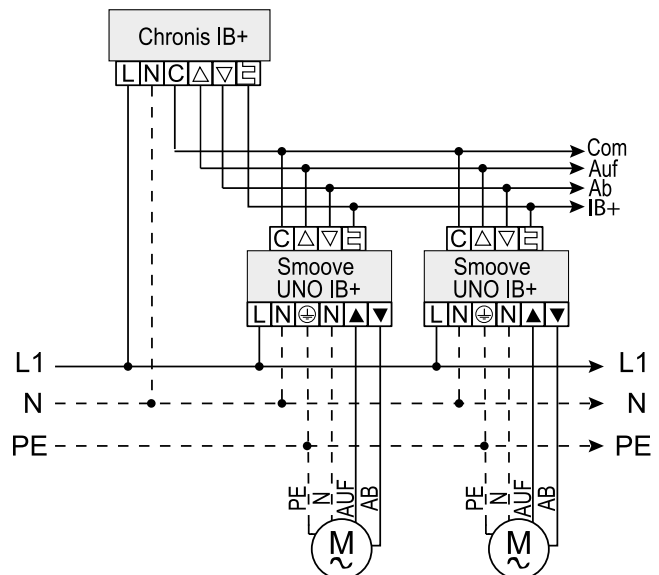 Chronis IB+
L N C △ ▽
Com
Auf
Ab
IB+
C △ ▽
C △ ▽
Smoove
UNO IB+
Smoove
UNO IB+
L N ⏚ N ▲ ▼
L N ⏚ N ▲ ▼
L1
L1
N
N
PE
PE
PE N AUF AB
PE N AUF AB
M
~
M
~